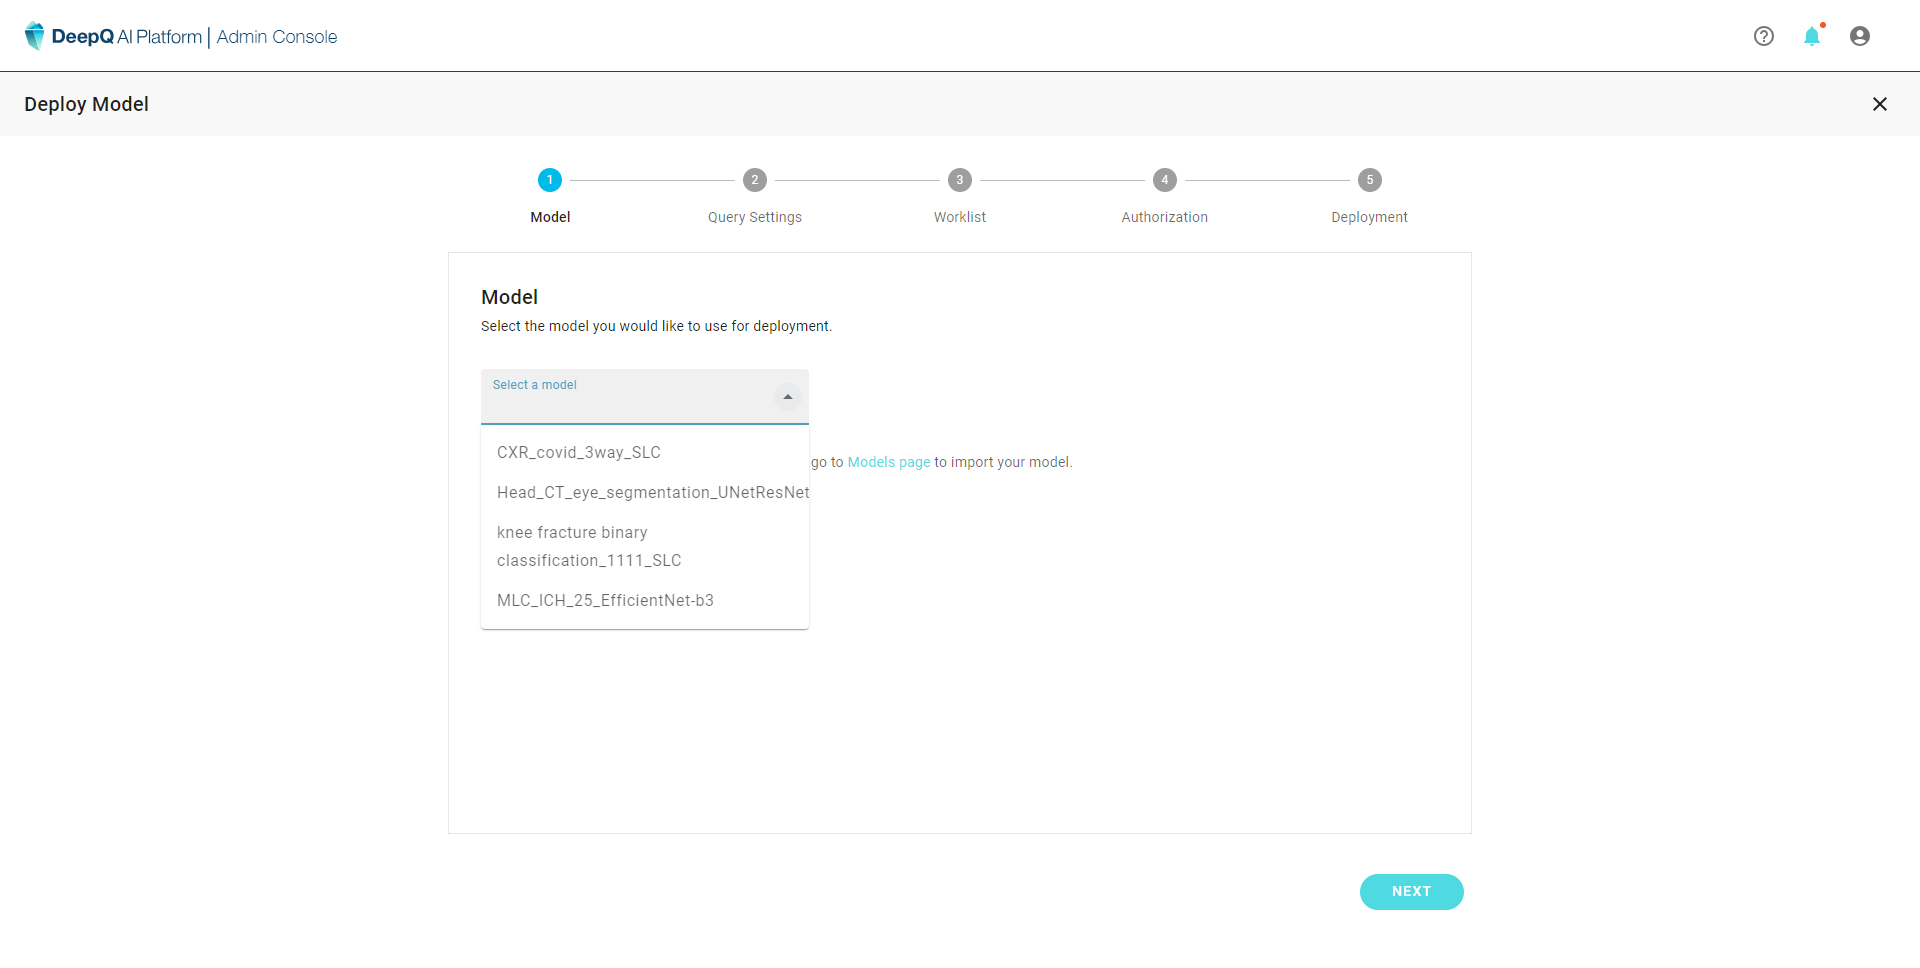 DeepQ AI Platform | Admin Console
Deploy Model
1
2
3
4
5
Model
Query Settings
Worklist
Authorization
Deployment
Model
Select the model you would like to use for deployment.
Select a model
CXR_covid_3way_SLC
go to Models page to import your model.
Head_CT_eye_segmentation_UNetResNet
knee fracture binary
classification_1111_SLC
MLC_ICH_25_EfficientNet-b3
NEXT